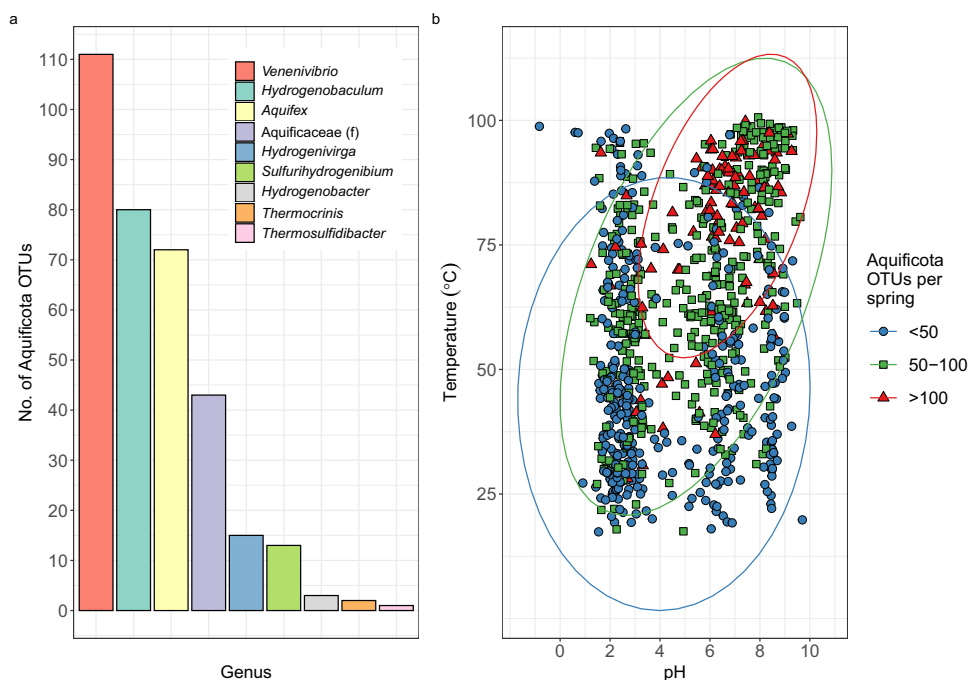 a
No. of Aquificota OTUs
110
100
90
80
70
60
50
40
30
20
10
0
Venenivibrio
Hydrogenobaculum
Aquifex
Aquificaceae (f)
Hydrogenivirga
Sulfurihydrogenibium
Hydrogenobacter
Thermocrinis
Thermosulfidibacter
Genus
b
Temperature (°C)
100
75
50
25
0 2 4 6 8 10
pH
Aquificota
OTUs per
spring
<50
50−100
>100